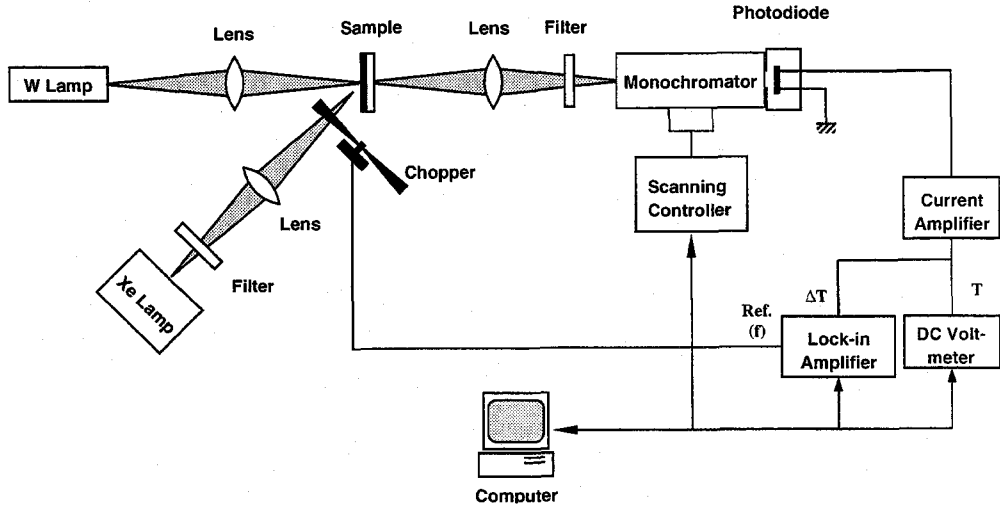 Photodiode
Lens
Sample
Lens
Filter
W Lamp
Monochromator
Chopper
Scanning
Controller
Lens
Current
Amplifier
Filter
Xe Lamp
ΔT
T
Ref.
(f)
Lock-in
Amplifier
DC Volt-
meter
Computer